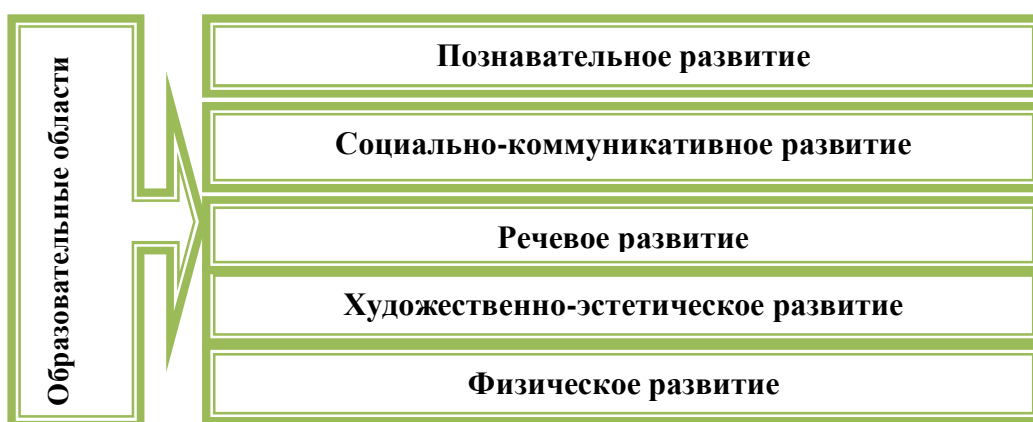 Образовательные области
Познавательное развитие
Социально-коммуникативное развитие
Речевое развитие
Художественно-эстетическое развитие
Физическое развитие